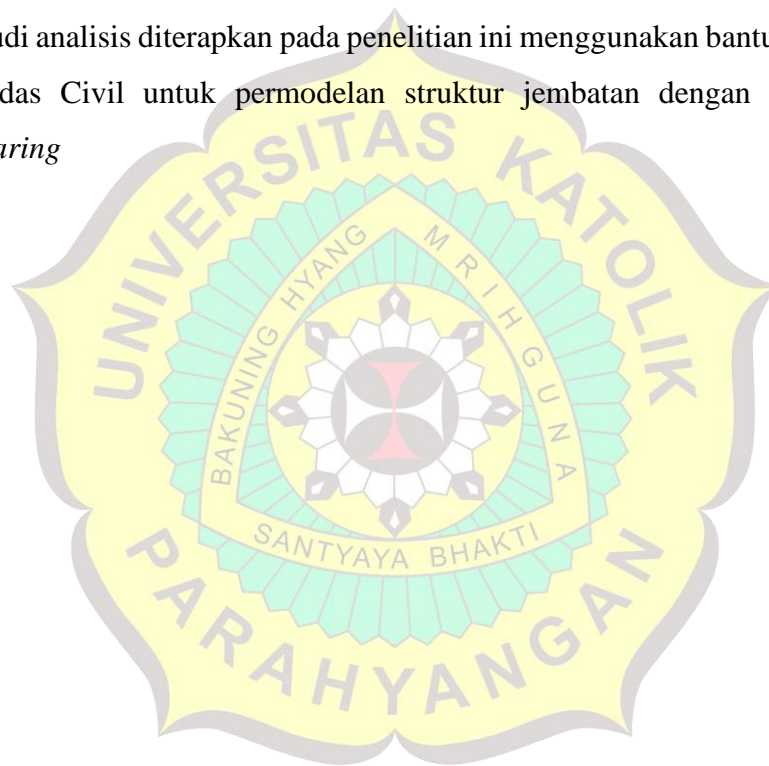 udi analisis diterapkan pada penelitian ini menggunakan bantu
das Civil untuk permodelan struktur jembatan dengan
aring
UNIVERSITAS KATOLIK
BAKUNING HYANG MRIHGUNA
SANTYAYA BHAKTI
PARAHYANGAN